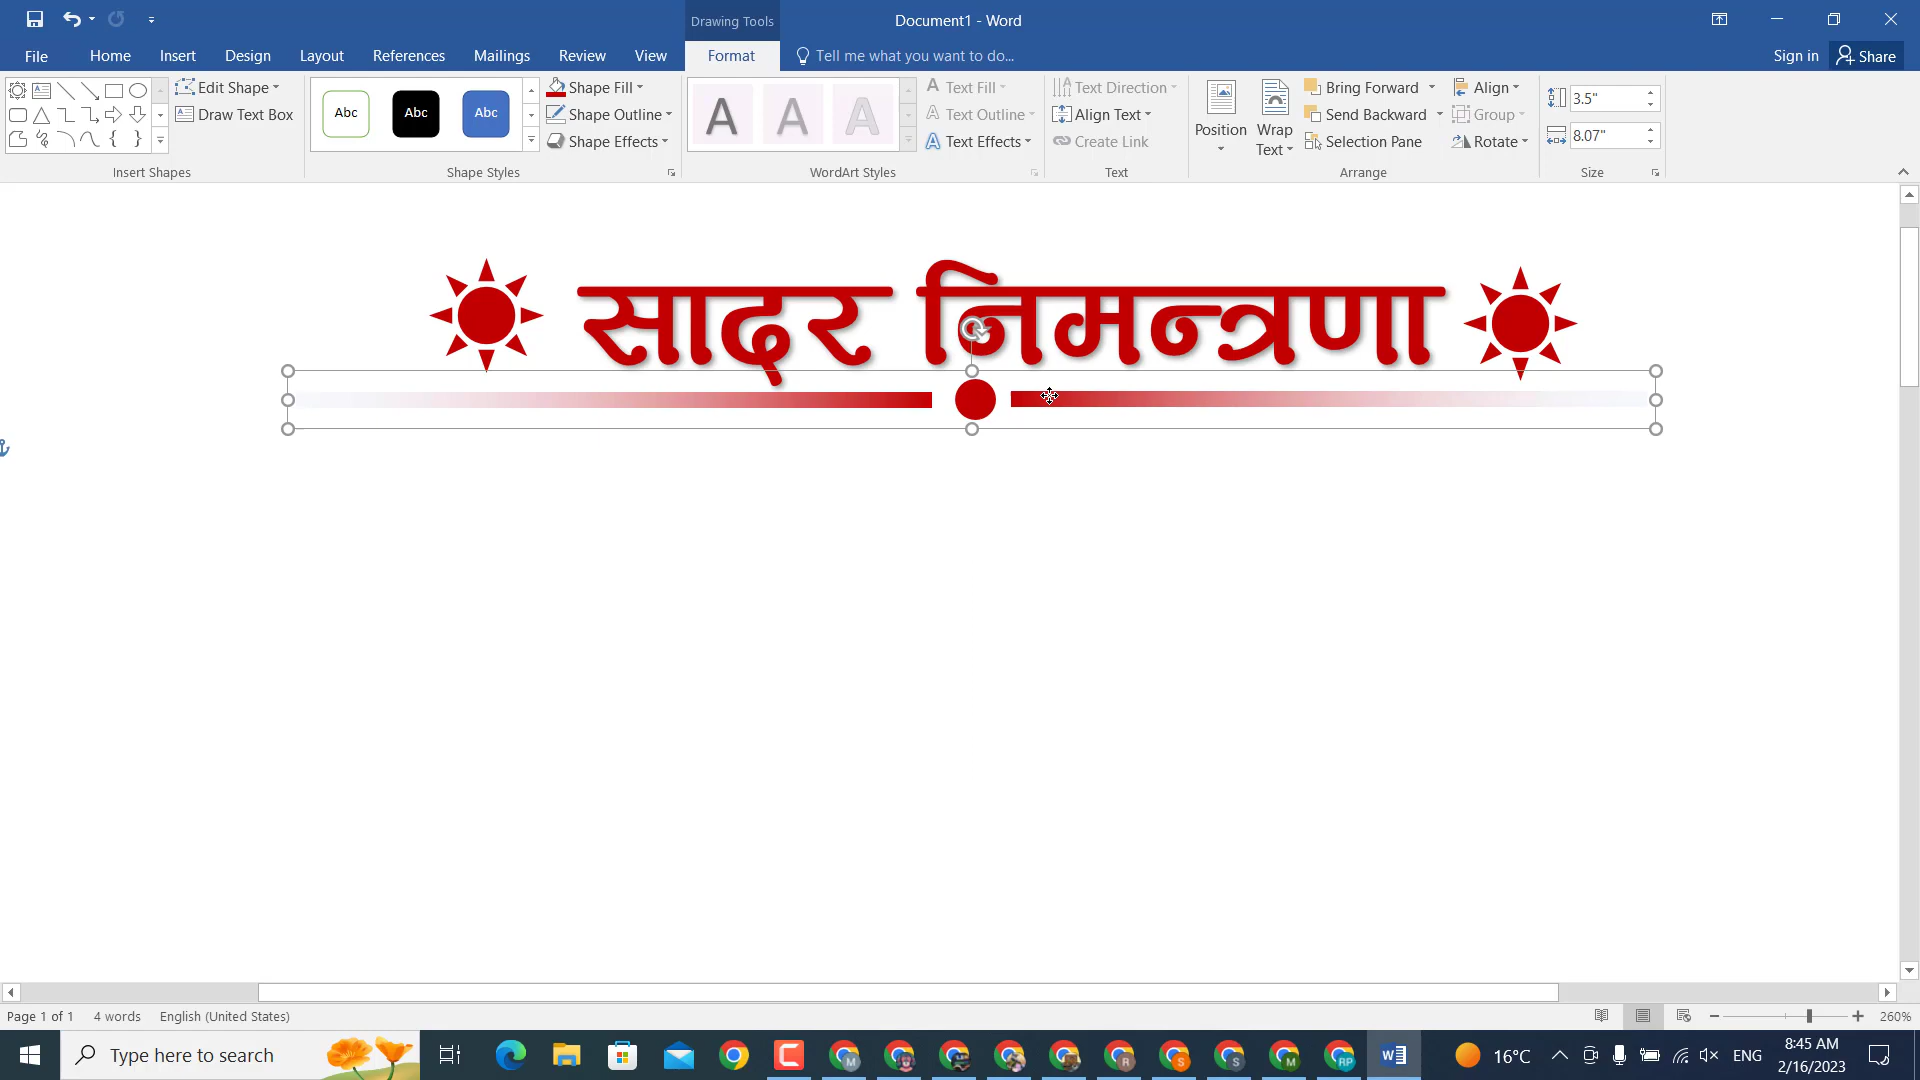 Drawing Tools
Document1 - Word
File
Home
Insert
Design
Layout
References
Mailings
Review
View
Format
Tell me what you want to do...
Sign in
Share
Edit Shape
Draw Text Box
Insert Shapes
Abc
Abc
Abc
Shape Fill
Shape Outline
Shape Effects
Shape Styles
A
A
A
Text Fill
Text Outline
Text Effects
WordArt Styles
Text Direction
Align Text
Create Link
Text
Position
Wrap
Text
Bring Forward
Send Backward
Selection Pane
Align
Group
Rotate
Arrange
3.5"
8.07"
Size
सादर निमन्त्रणा
Page 1 of 1
4 words
English (United States)
260%
Type here to search
M
R
S
S
M
RP
16°C
ENG
8:45 AM
2/16/2023